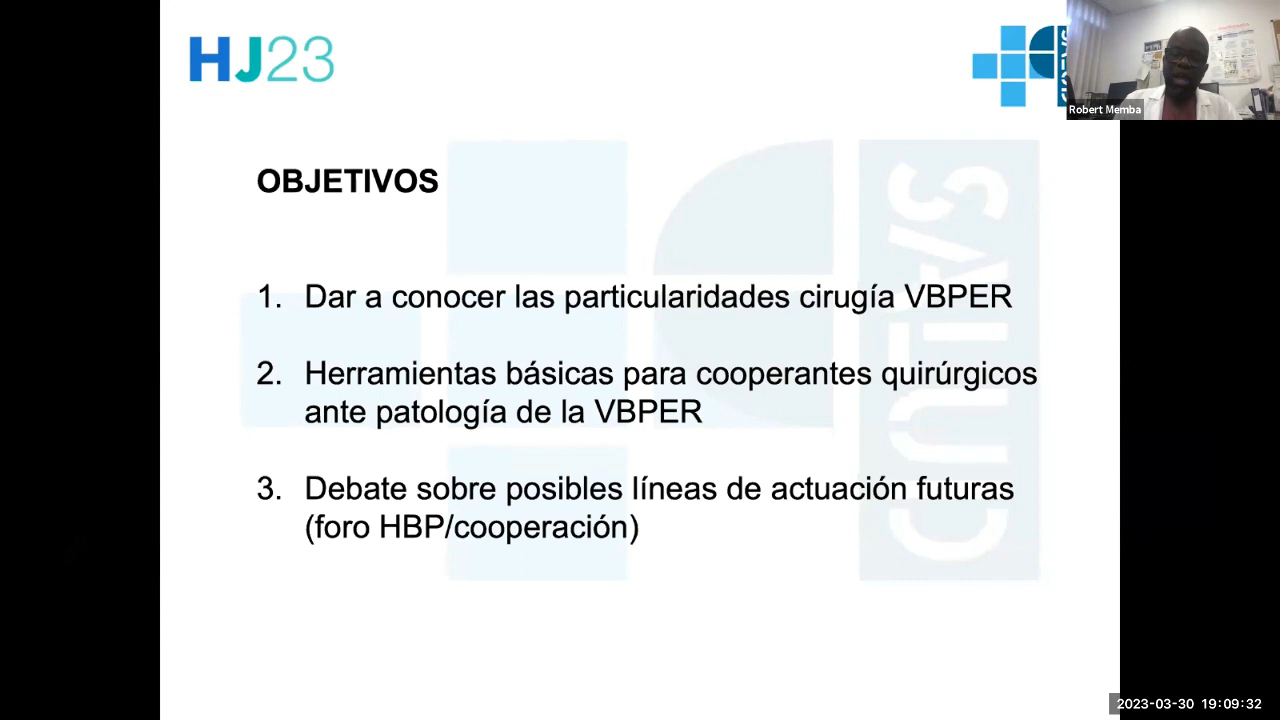 HJ23
Robert Memba
OBJETIVOS
1. Dar a conocer las particularidades cirugía VBPER
2. Herramientas básicas para cooperantes quirúrgicos
ante patología de la VBPER
3. Debate sobre posibles líneas de actuación futuras
(foro HBP/cooperación)
2023-03-30 19:09:32